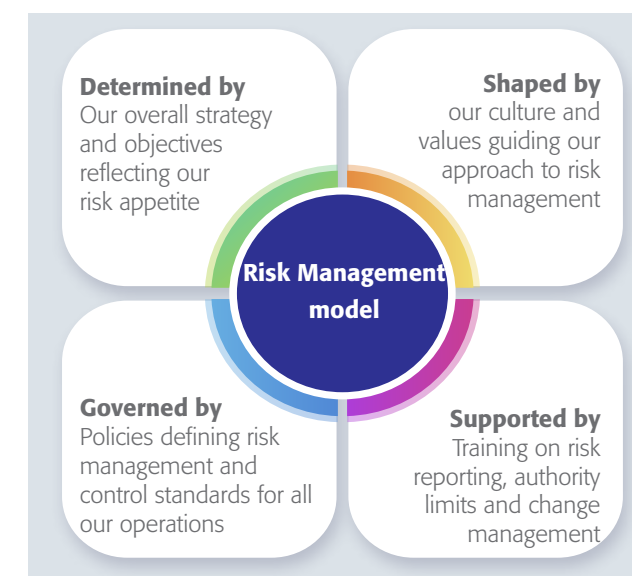 Determined by
Our overall strategy
and objectives
reflecting our
risk appetite
Shaped by
our culture and
values guiding our
approach to risk
management
Risk Management
model
Governed by
Policies defining risk
management and
control standards for all
our operations
Supported by
Training on risk
reporting, authority
limits and change
management